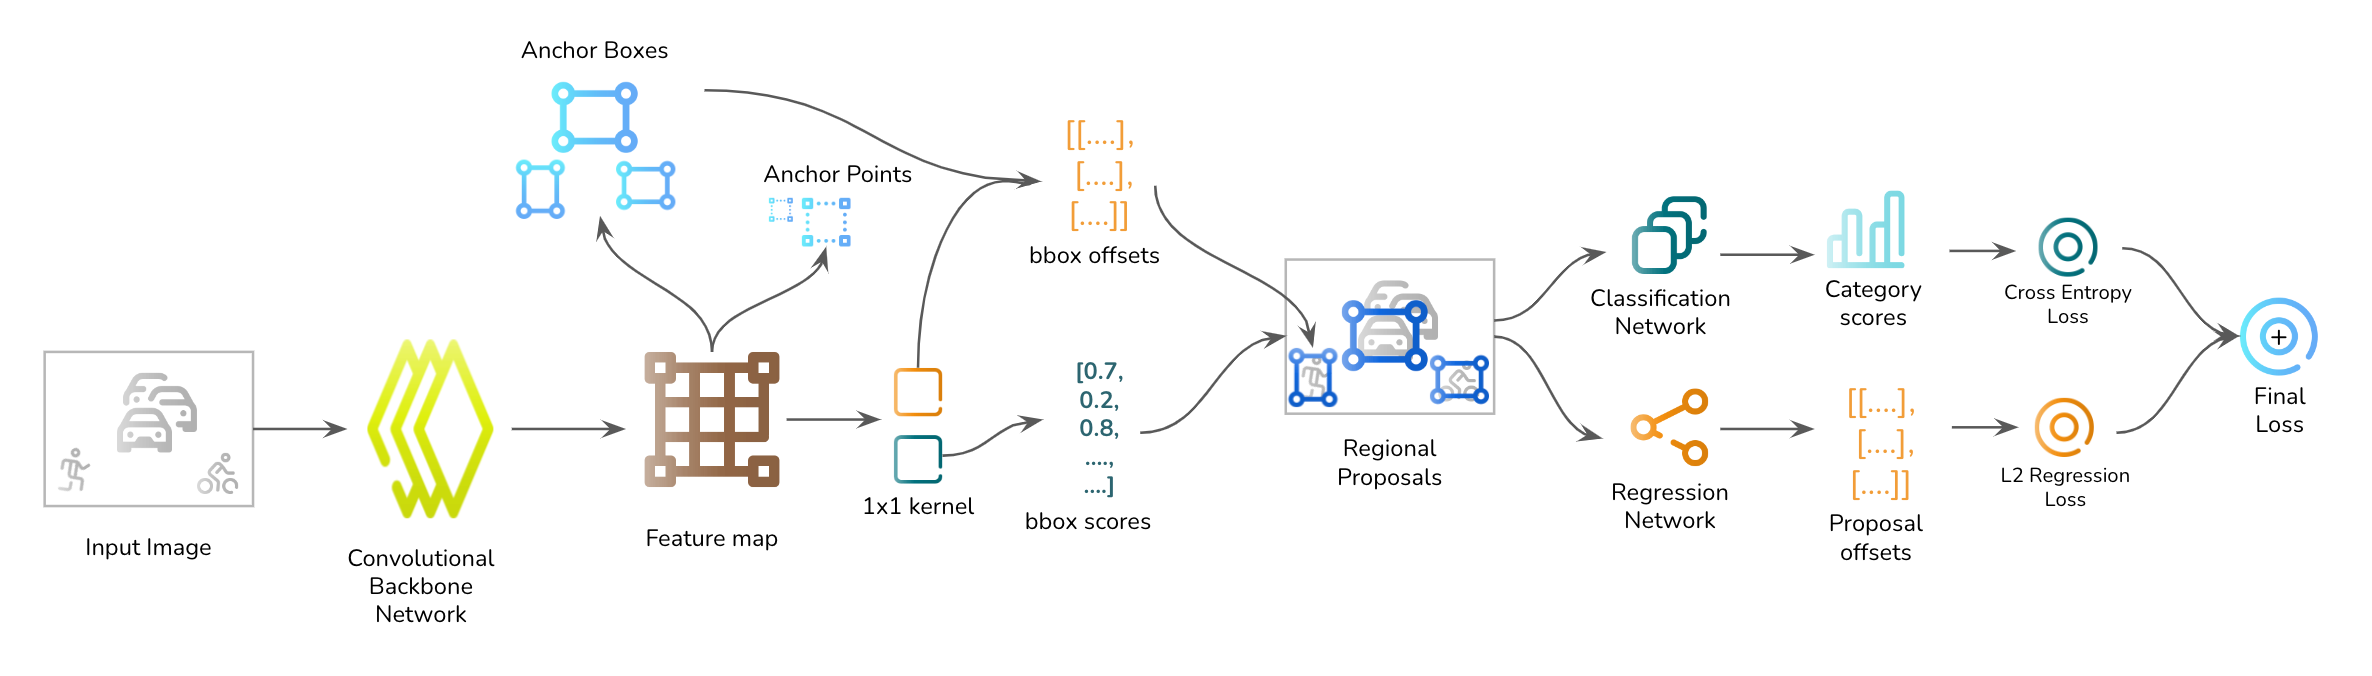 Anchor Boxes
Anchor Points
[[....],
[....],
[....]]
bbox offsets
Input Image
Convolutional
Backbone
Network
Feature map
1x1 kernel
[0.7,
0.2,
0.8,
....,
....]
bbox scores
Regional
Proposals
Classification
Network
Category
scores
Cross Entropy
Loss
Regression
Network
[[....],
[....],
[....]]
Proposal
offsets
L2 Regression
Loss
+
Final
Loss